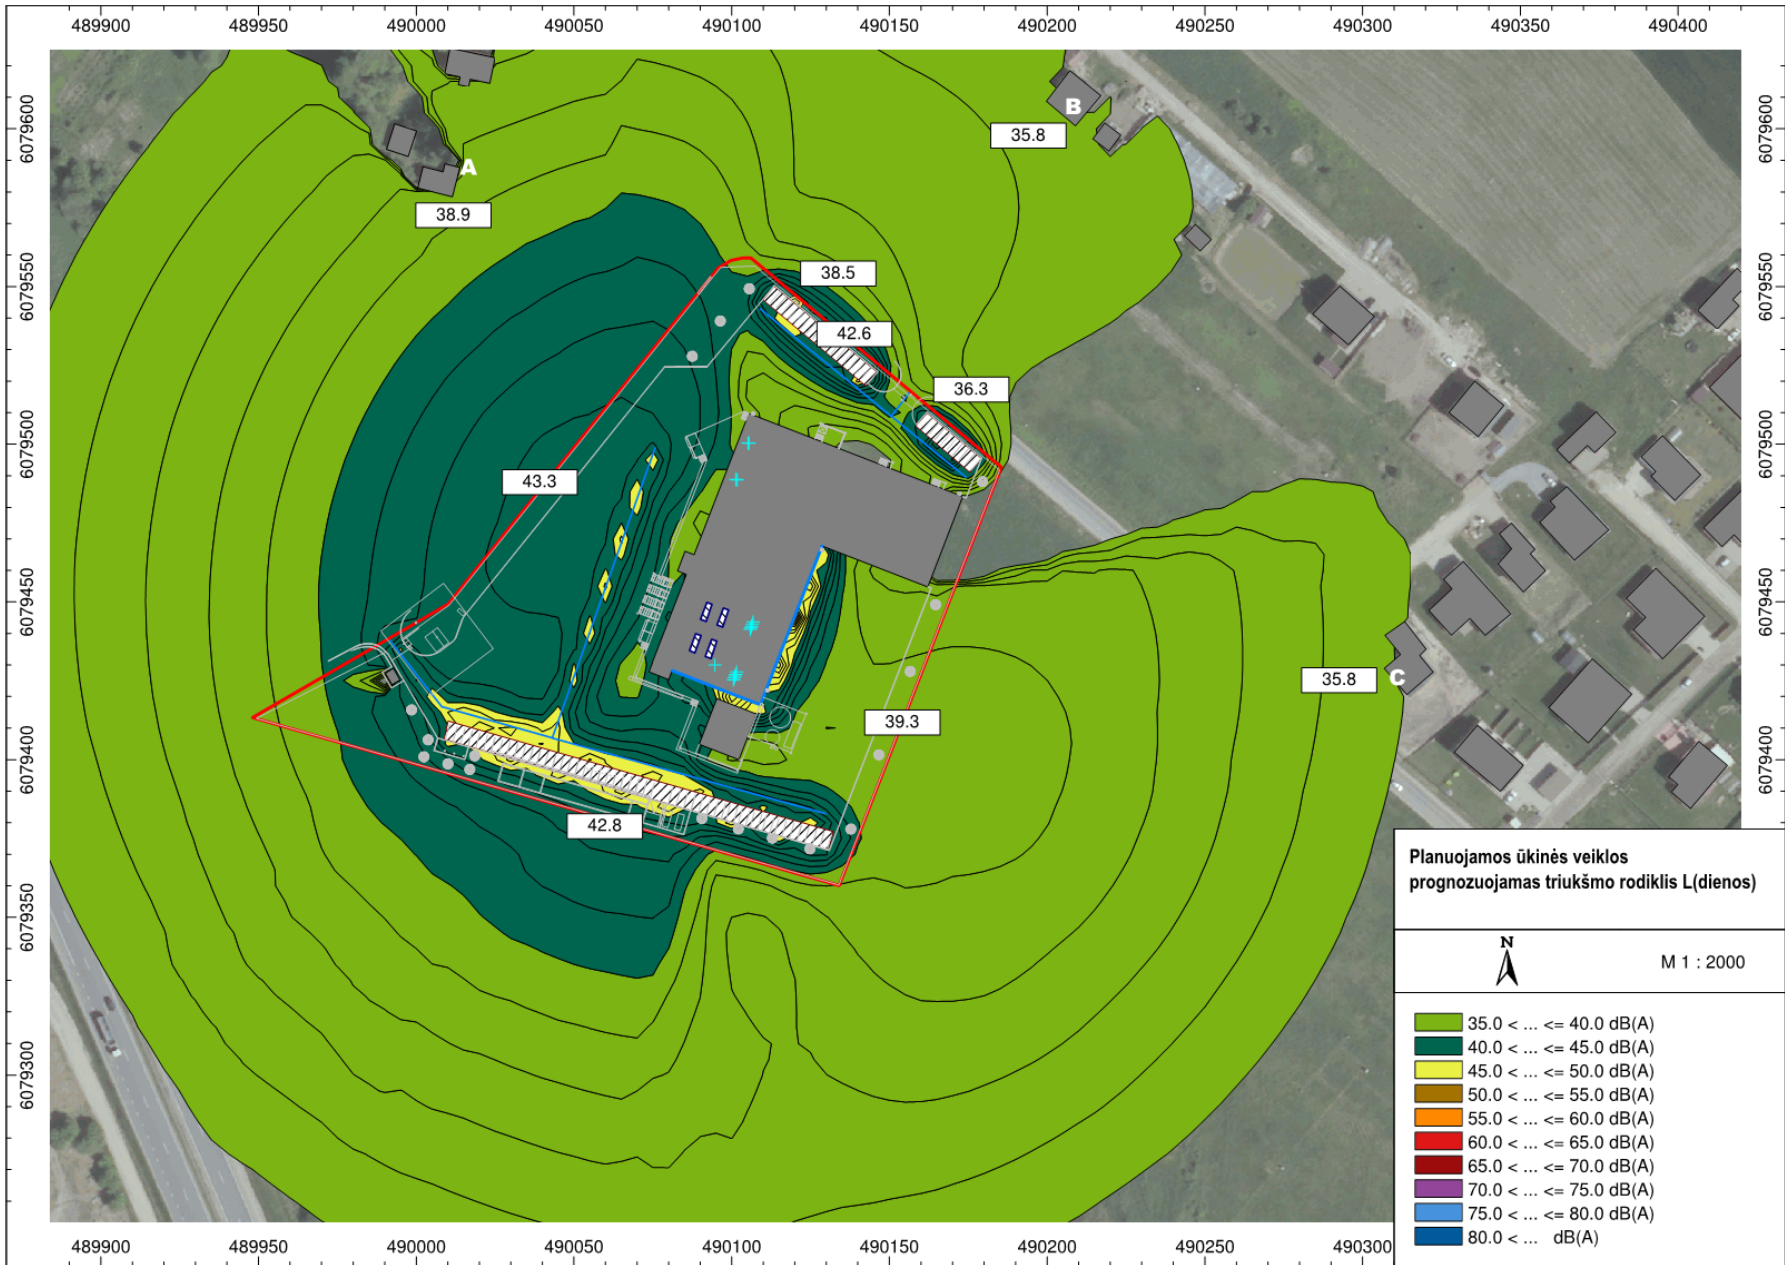 489900 489950 490000 490050 490100 490150 490200 490250 490300 490350 490400
6079600
6079550
6079500
6079450
6079400
6079350
6079300
6079600
6079550
6079500
6079450
6079400
A
38.9
B
35.8
38.5
42.6
36.3
43.3
C
35.8
39.3
42.8
Planuojamos ūkinės veiklos
prognozuojamas triukšmo rodiklis L(dienos)
N
M 1 : 2000
35.0 < ... <= 40.0 dB(A)
40.0 < ... <= 45.0 dB(A)
45.0 < ... <= 50.0 dB(A)
50.0 < ... <= 55.0 dB(A)
55.0 < ... <= 60.0 dB(A)
60.0 < ... <= 65.0 dB(A)
65.0 < ... <= 70.0 dB(A)
70.0 < ... <= 75.0 dB(A)
75.0 < ... <= 80.0 dB(A)
80.0 < ... dB(A)
489900 489950 490000 490050 490100 490150 490200 490250 490300